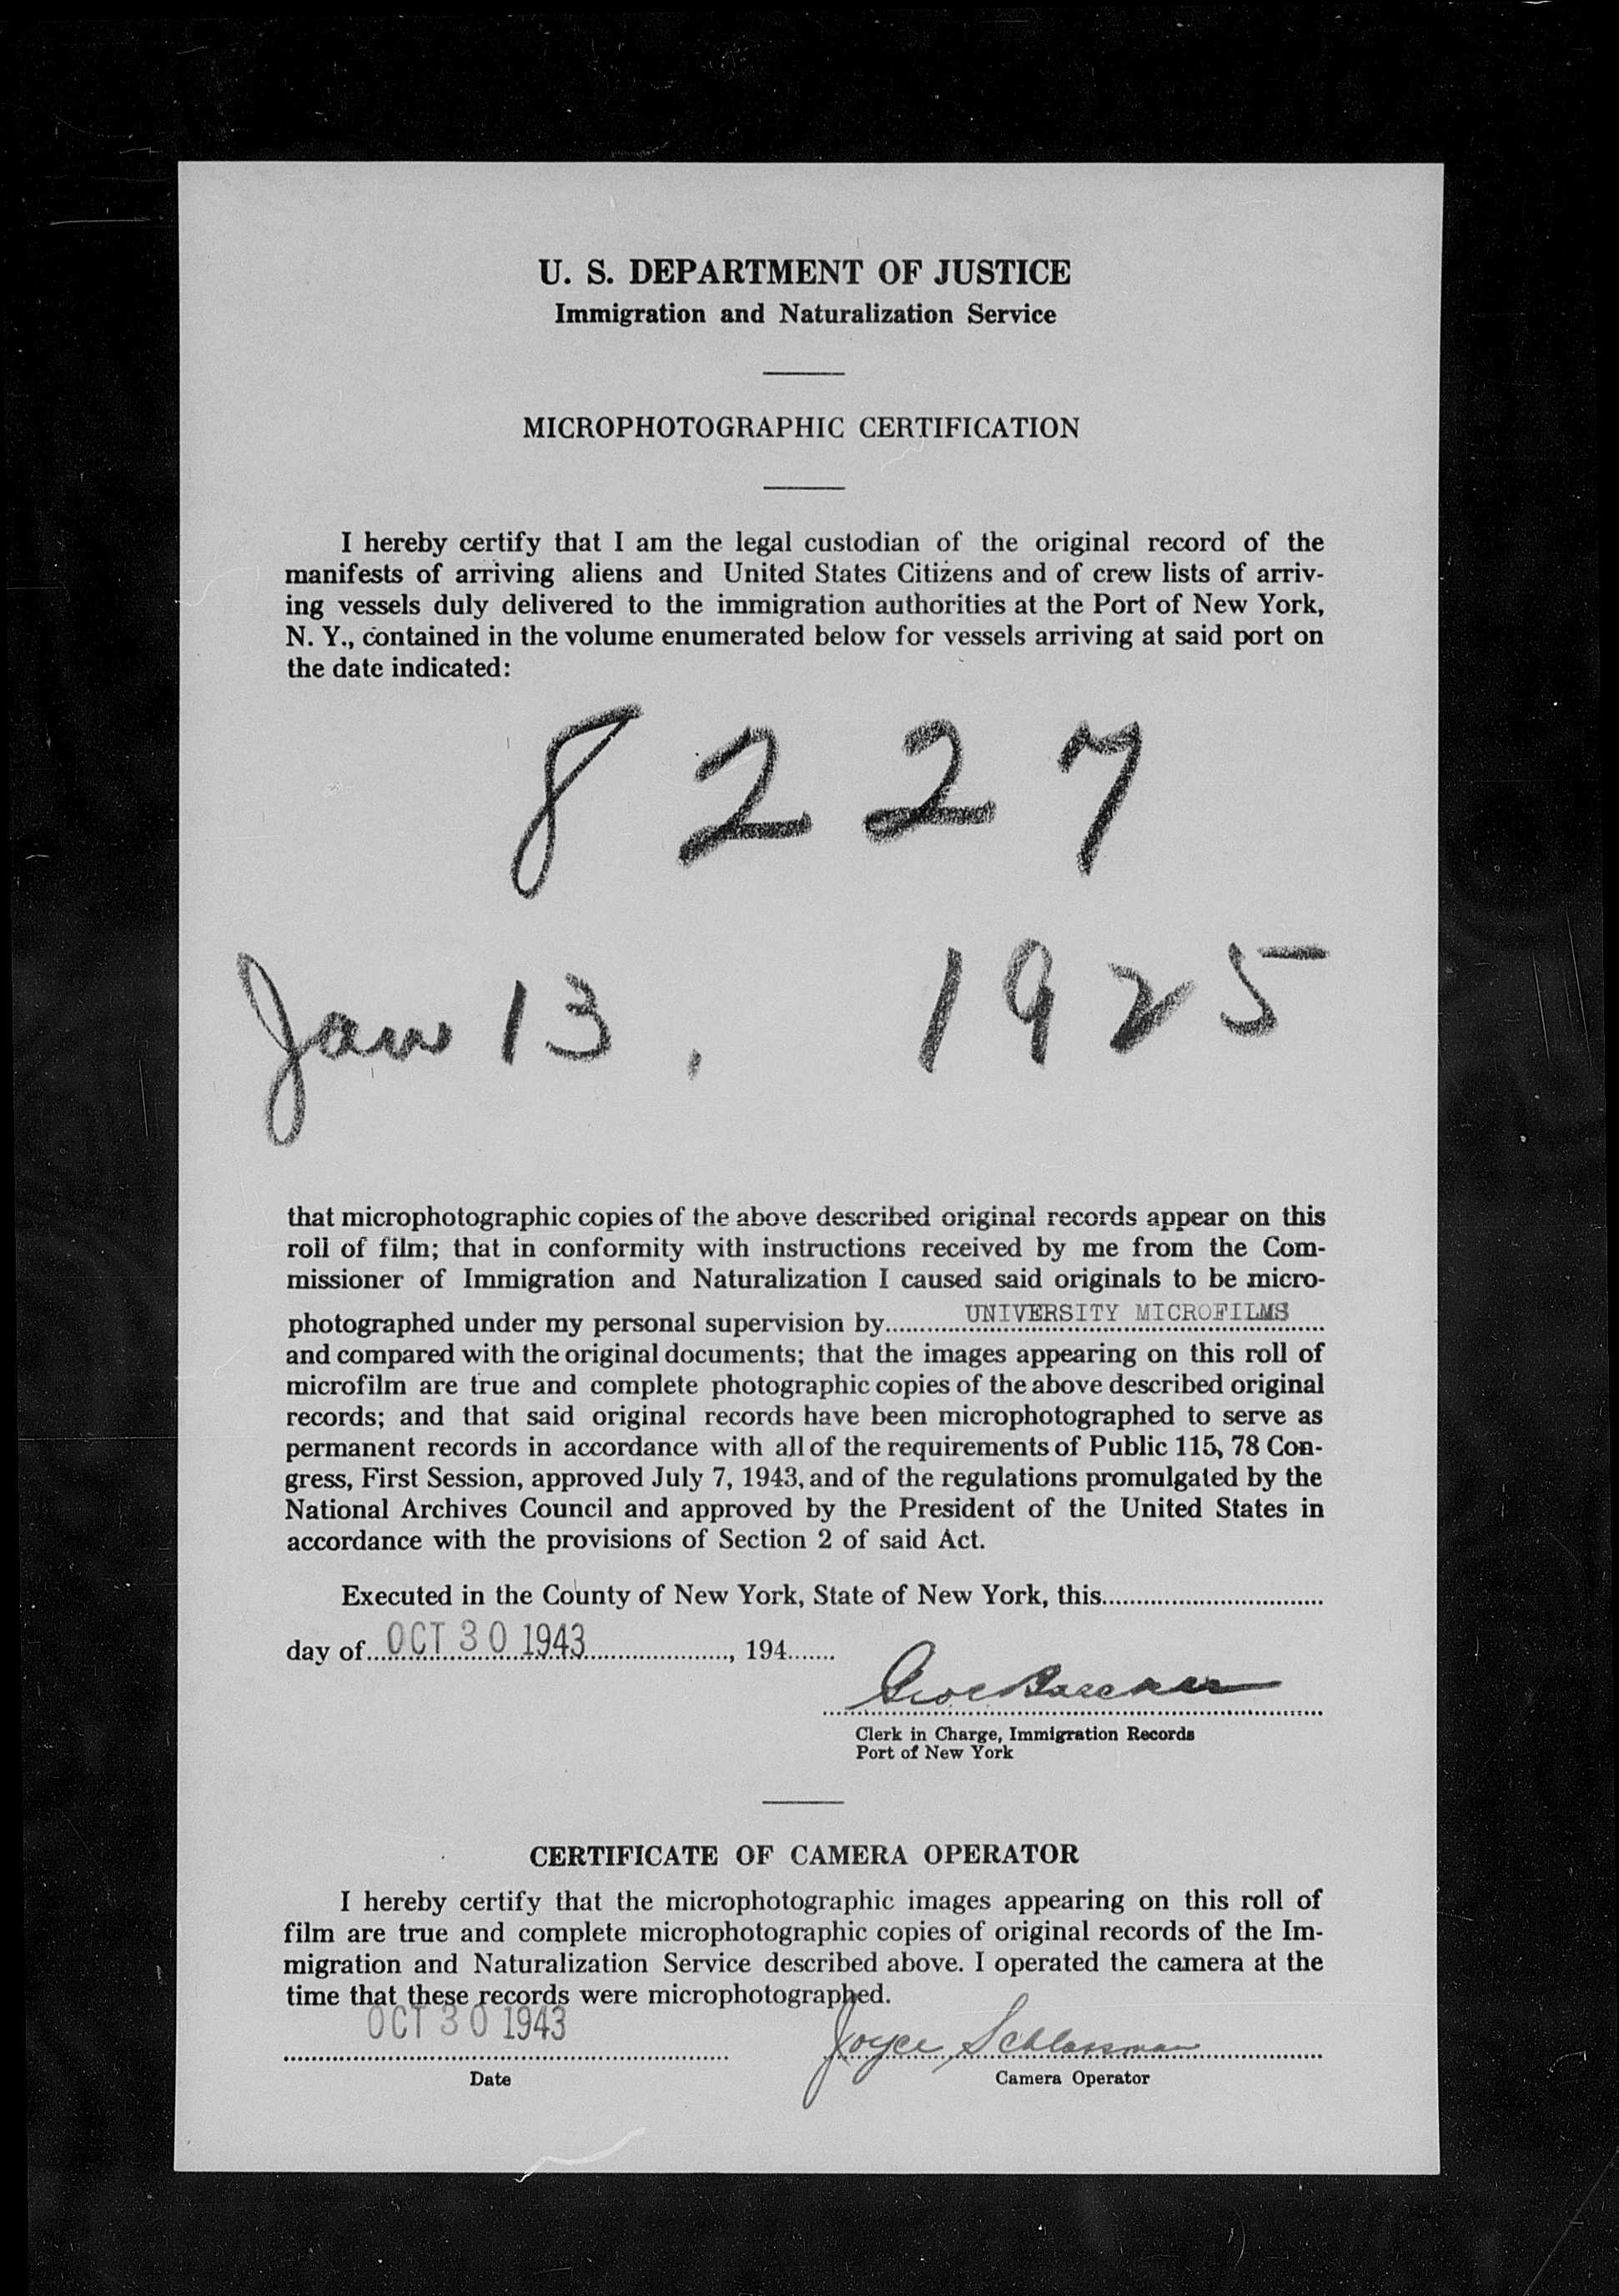 U. S. DEPARTMENT OF JUSTICE
Immigration and Naturalization Service
MICROPHOTOGRAPHIC CERTIFICATION
I hereby certify that I am the legal custodian of the original record of the
manifests of arriving aliens and United States Citizens and of crew lists of arriv-
ing vessels duly delivered to the immigration authorities at the Port of New York,
N. Y., contained in the volume enumerated below for vessels arriving at said port on
the date indicated:
8227
Jan 13, 1925
that microphotographic copies of the above described original records appear on this
roll of film; that in conformity with instructions received by me from the Com-
missioner of Immigration and Naturalization I caused said originals to be micro-
photographed under my personal supervision by UNIVERSITY MICROFILMS
and compared with the original documents; that the images appearing on this roll of
microfilm are true and complete photographic copies of the above described original
records; and that said original records have been microphotographed to serve as
permanent records in accordance with all of the requirements of Public 115, 78 Con-
gress, First Session, approved July 7, 1943, and of the regulations promulgated by the
National Archives Council and approved by the President of the United States in
accordance with the provisions of Section 2 of said Act.
Executed in the County of New York, State of New York, this
day of OCT 30 1943, 194
Clerk in Charge, Immigration Records
Port of New York
CERTIFICATE OF CAMERA OPERATOR
I hereby certify that the microphotographic images appearing on this roll of
film are true and complete microphotographic copies of original records of the Im-
migration and Naturalization Service described above. I operated the camera at the
time that these records were microphotographed.
OCT 30 1943 Joyce Schlossman
Date Camera Operator